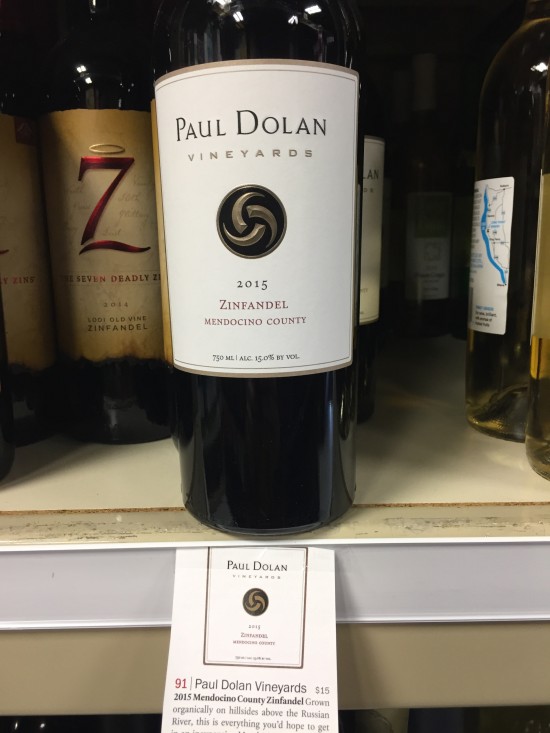 PAUL DOLAN
VINEYARDS
2015
ZINFANDEL
MENDOCINO COUNTY
750 ML | ALC. 15.0% BY VOL.
Z
SEVEN DEADLY
2014
LODI OLD VINE
ZINFANDEL
PAUL DOLAN
VINEYARDS
2015
ZINFANDEL
MENDOCINO COUNTY
91 | Paul Dolan Vineyards $15
2015 Mendocino County Zinfandel Grown
organically on hillsides above the Russian
River, this is everything you'd hope to get